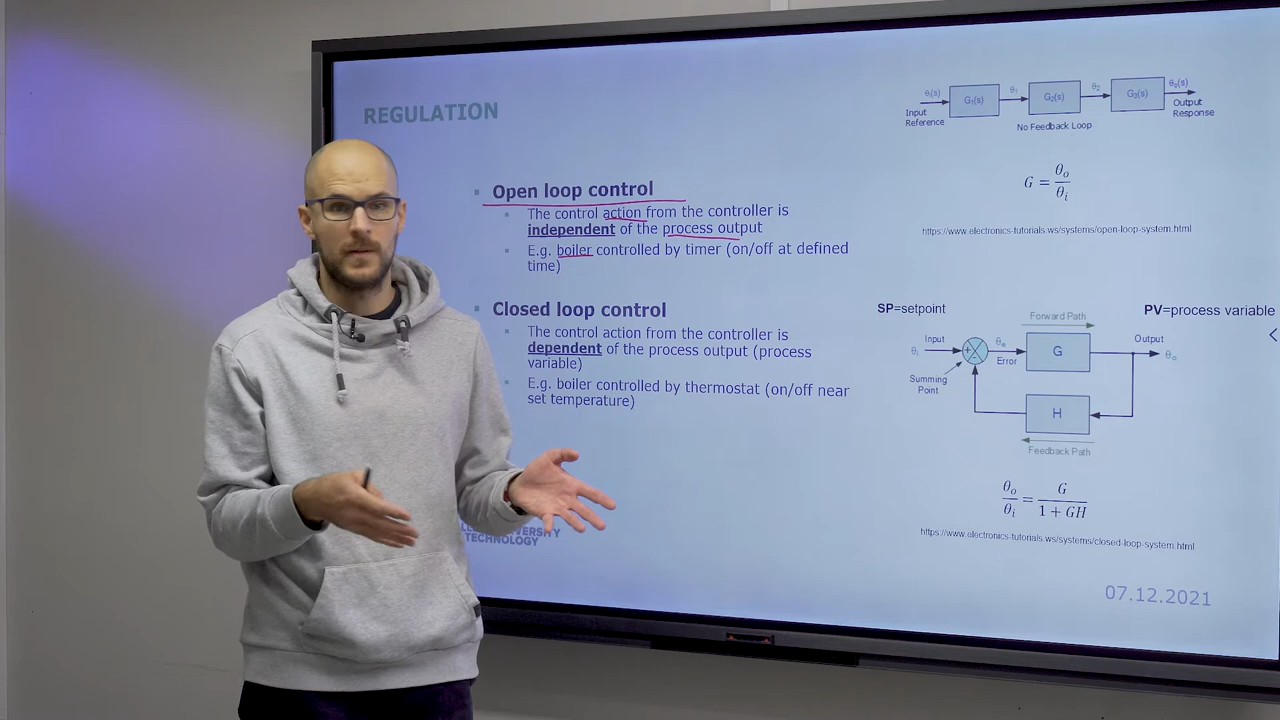 REGULATION
Open loop control
The control action from the controller is
independent of the process output
E.g. boiler controlled by timer (on/off at defined
time)
Closed loop control
The control action from the controller is
dependent of the process output (process
variable)
E.g. boiler controlled by thermostat (on/off near
set temperature)
TECHNOLOGY
θi(s)
G1(s)
θ1
G2(s)
θ2
G3(s)
θo(s)
Input
Reference
No Feedback Loop
Output
Response
G = θo/θi
https://www.electronics-tutorials.ws/systems/open-loop-system.html
SP=setpoint
PV=process variable
Forward Path
Input
θi
+
−
θe
Error
G
Output
θo
Summing
Point
H
Feedback Path
θo/θi = G/(1 + GH)
https://www.electronics-tutorials.ws/systems/closed-loop-system.html
07.12.2021